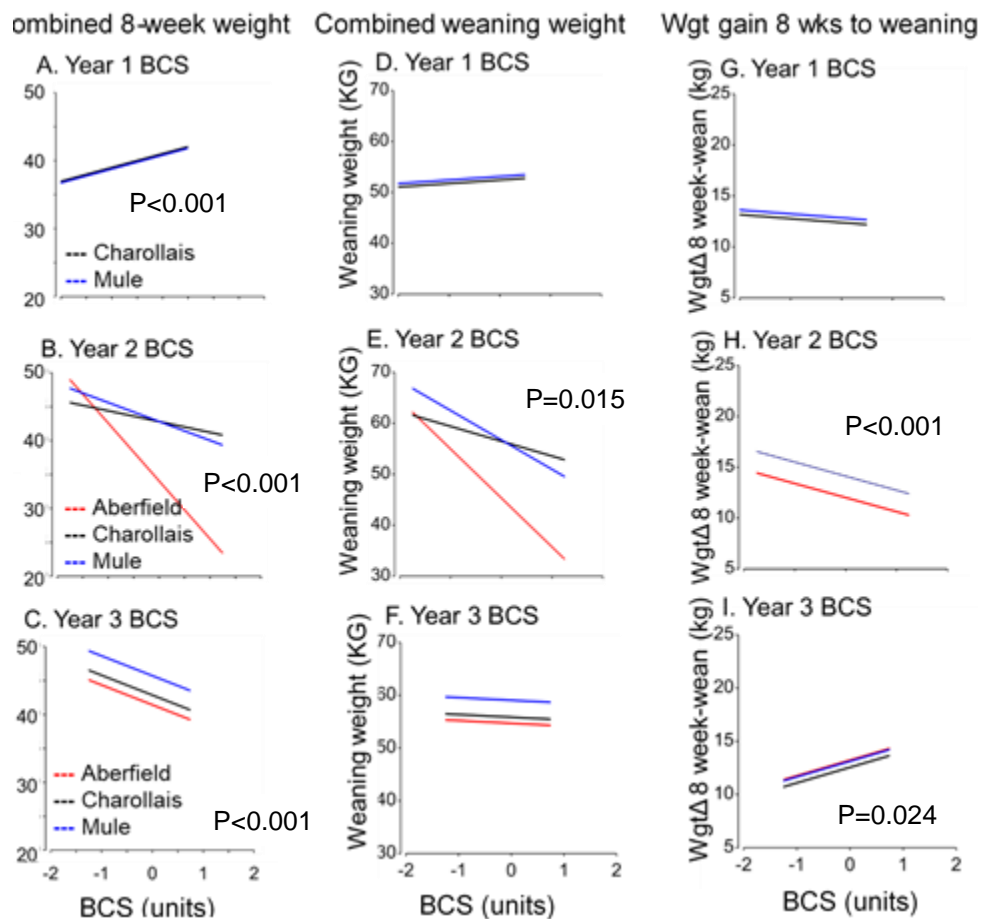 ombined 8-week weight
Combined weaning weight
Wgt gain 8 wks to weaning
A. Year 1 BCS
50
40
30
20
P<0.001
Charollais
Mule
D. Year 1 BCS
Weaning weight (KG)
70
60
50
40
30
-2
-1
0
1
2
G. Year 1 BCS
WgtΔ 8 week-wean (kg)
25
20
15
10
5
B. Year 2 BCS
50
40
30
20
P<0.001
Aberfield
Charollais
Mule
E. Year 2 BCS
Weaning weight (KG)
70
60
50
40
30
P=0.015
H. Year 2 BCS
WgtΔ 8 week-wean (kg)
25
20
15
10
5
P<0.001
C. Year 3 BCS
50
40
30
20
Aberfield
Charollais
Mule
P<0.001
-2
-1
0
1
2
BCS (units)
F. Year 3 BCS
Weaning weight (KG)
70
60
50
40
30
-2
-1
0
1
2
BCS (units)
I. Year 3 BCS
WgtΔ 8 week-wean (kg)
25
20
15
10
5
P=0.024
-2
-1
0
1
2
BCS (units)